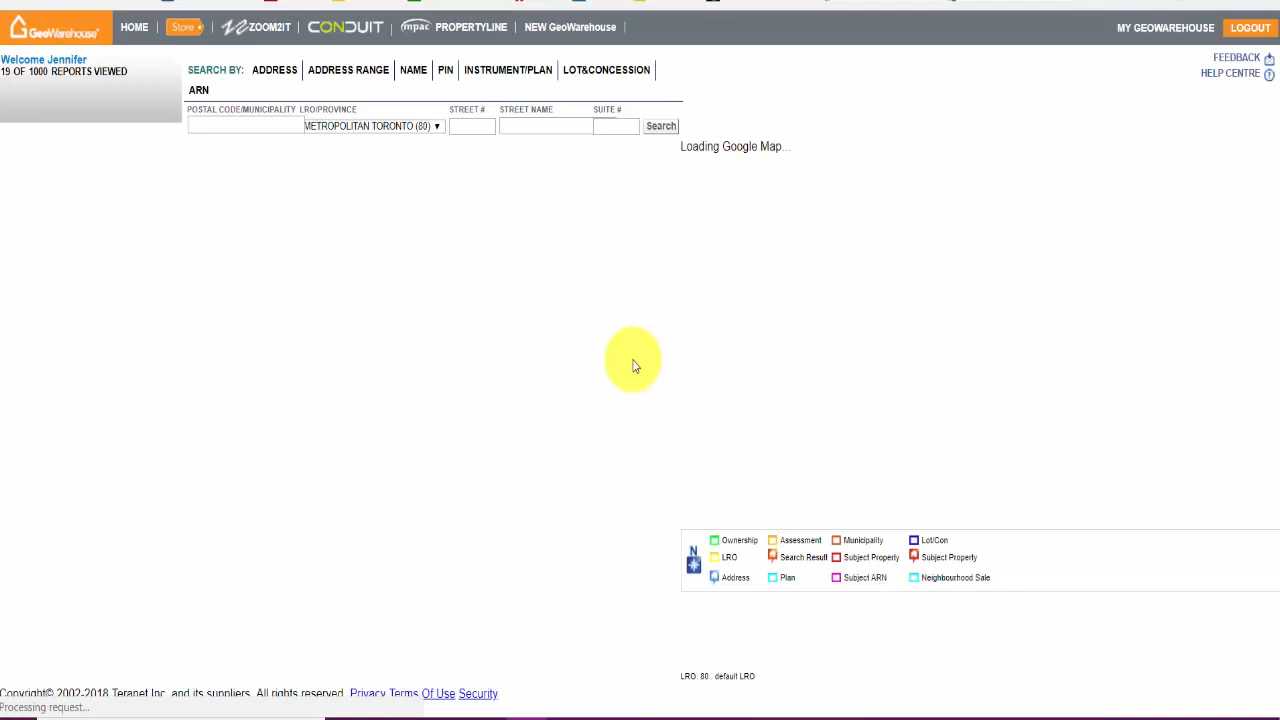 GeoWarehouse HOME Store ZOOM2IT CONDUIT mpac PROPERTYLINE NEW GeoWarehouse MY GEOWAREHOUSE LOGOUT
Welcome Jennifer
19 OF 1000 REPORTS VIEWED
SEARCH BY: ADDRESS ADDRESS RANGE NAME PIN INSTRUMENT/PLAN LOT&CONCESSION
ARN
FEEDBACK
HELP CENTRE
POSTAL CODE/MUNICIPALITY LRO/PROVINCE STREET # STREET NAME SUITE #
METROPOLITAN TORONTO (80) Search
Loading Google Map...
N
Ownership Assessment Municipality Lot/Con
LRO Search Result Subject Property Subject Property
Address Plan Subject ARN Neighbourhood Sale
LRO: 80.. default LRO
Copyright© 2002-2018 Teranet Inc. and its suppliers. All rights reserved. Privacy Terms Of Use Security
Processing request...